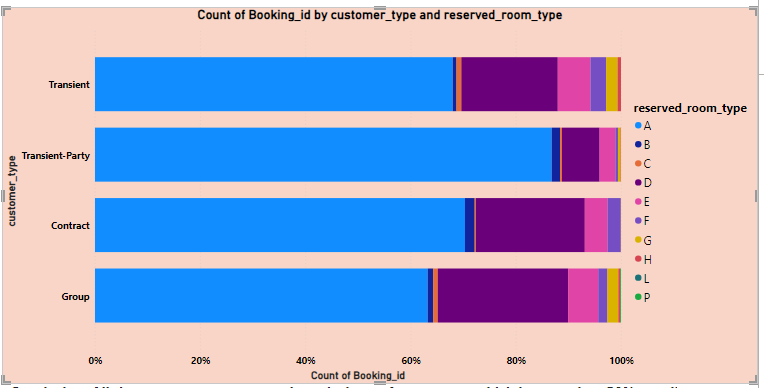 Count of Booking_id by customer_type and reserved_room_type
customer_type
Transient
Transient-Party
Contract
Group
0% 20% 40% 60% 80% 100%
Count of Booking_id
reserved_room_type
A
B
C
D
E
F
G
H
L
P